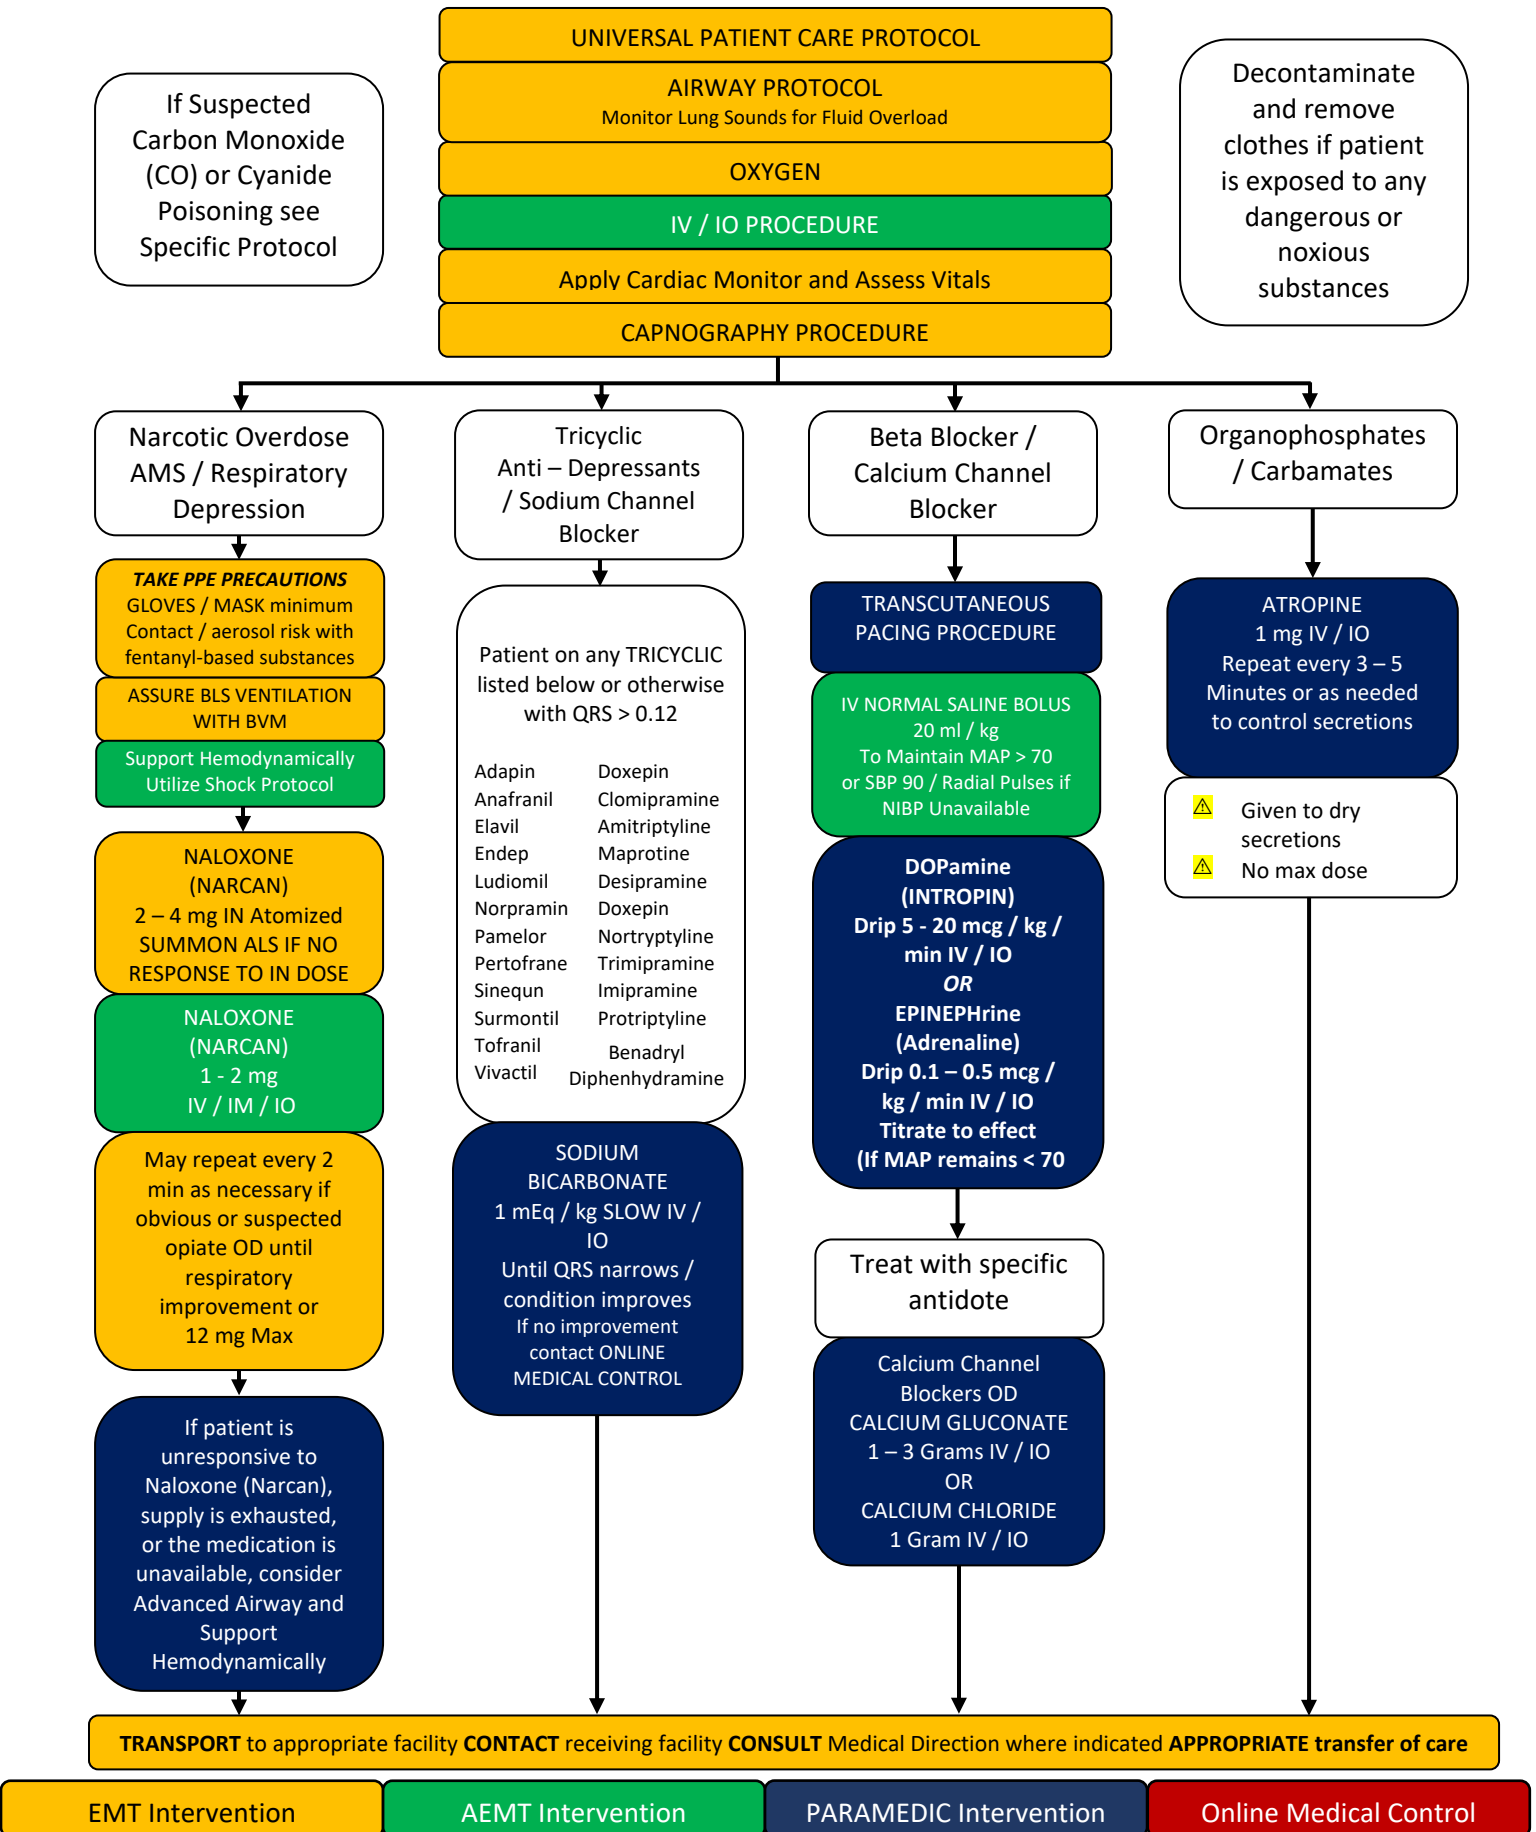 UNIVERSAL PATIENT CARE PROTOCOL
AIRWAY PROTOCOL
Monitor Lung Sounds for Fluid Overload
OXYGEN
IV / IO PROCEDURE
Apply Cardiac Monitor and Assess Vitals
CAPNOGRAPHY PROCEDURE
If Suspected
Carbon Monoxide
(CO) or Cyanide
Poisoning see
Specific Protocol
Decontaminate
and remove
clothes if patient
is exposed to any
dangerous or
noxious
substances
Narcotic Overdose
AMS / Respiratory
Depression
TAKE PPE PRECAUTIONS
GLOVES / MASK minimum
Contact / aerosol risk with
fentanyl-based substances
ASSURE BLS VENTILATION
WITH BVM
Support Hemodynamically
Utilize Shock Protocol
NALOXONE
(NARCAN)
2 – 4 mg IN Atomized
SUMMON ALS IF NO
RESPONSE TO IN DOSE
NALOXONE
(NARCAN)
1 - 2 mg
IV / IM / IO
May repeat every 2
min as necessary if
obvious or suspected
opiate OD until
respiratory
improvement or
12 mg Max
If patient is
unresponsive to
Naloxone (Narcan),
supply is exhausted,
or the medication is
unavailable, consider
Advanced Airway and
Support
Hemodynamically
Tricyclic
Anti – Depressants
/ Sodium Channel
Blocker
Patient on any TRICYCLIC
listed below or otherwise
with QRS > 0.12
Adapin Doxepin
Anafranil Clomipramine
Elavil Amitriptyline
Endep Maprotine
Ludiomil Desipramine
Norpramin Doxepin
Pamelor Nortryptyline
Pertofrane Trimipramine
Sinequn Imipramine
Surmontil Protriptyline
Tofranil Benadryl
Vivactil Diphenhydramine
SODIUM
BICARBONATE
1 mEq / kg SLOW IV /
IO
Until QRS narrows /
condition improves
If no improvement
contact ONLINE
MEDICAL CONTROL
Beta Blocker /
Calcium Channel
Blocker
TRANSCUTANEOUS
PACING PROCEDURE
IV NORMAL SALINE BOLUS
20 ml / kg
To Maintain MAP > 70
or SBP 90 / Radial Pulses if
NIBP Unavailable
DOPamine
(INTROPIN)
Drip 5 - 20 mcg / kg /
min IV / IO
OR
EPINEPHrine
(Adrenaline)
Drip 0.1 – 0.5 mcg /
kg / min IV / IO
Titrate to effect
(If MAP remains < 70
Treat with specific
antidote
Calcium Channel
Blockers OD
CALCIUM GLUCONATE
1 – 3 Grams IV / IO
OR
CALCIUM CHLORIDE
1 Gram IV / IO
Organophosphates
/ Carbamates
ATROPINE
1 mg IV / IO
Repeat every 3 – 5
Minutes or as needed
to control secretions
⚠ Given to dry
secretions
⚠ No max dose
TRANSPORT to appropriate facility CONTACT receiving facility CONSULT Medical Direction where indicated APPROPRIATE transfer of care
EMT Intervention
AEMT Intervention
PARAMEDIC Intervention
Online Medical Control